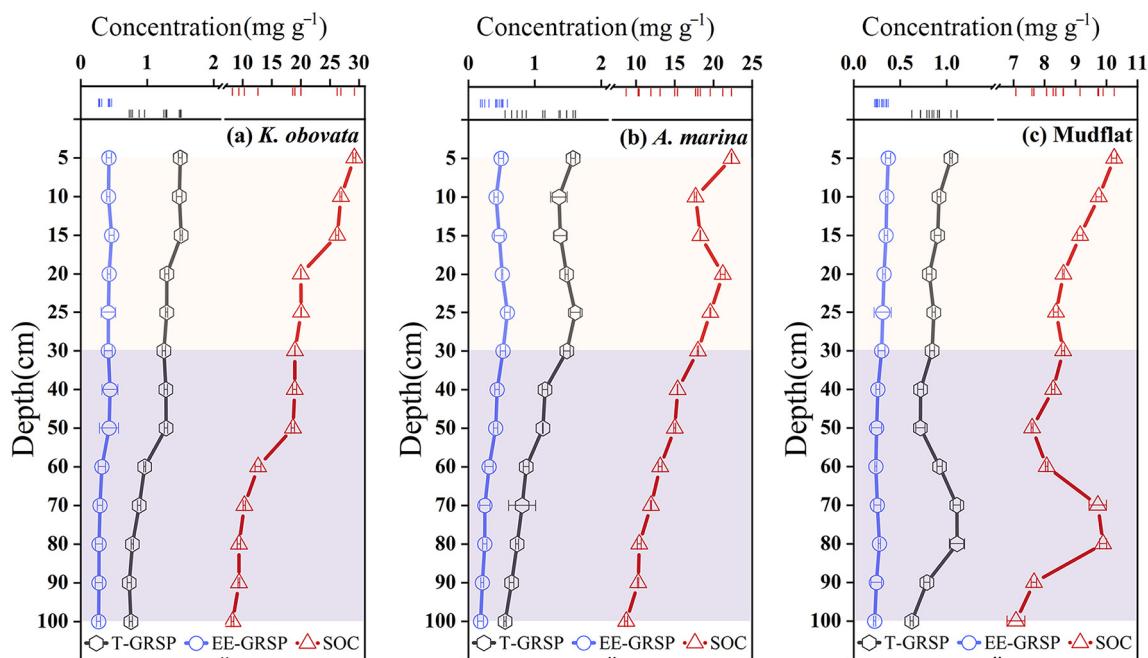 Concentration(mg g⁻¹)
0 1 2 10 15 20 25 30
(a) K. obovata
5
10
15
20
25
30
40
50
60
70
80
90
100
Depth(cm)
T-GRSP EE-GRSP SOC
Concentration(mg g⁻¹)
0 1 2 10 15 20 25
(b) A. marina
5
10
15
20
25
30
40
50
60
70
80
90
100
Depth(cm)
T-GRSP EE-GRSP SOC
Concentration(mg g⁻¹)
0.0 0.5 1.0 7 8 9 10 11
(c) Mudflat
5
10
15
20
25
30
40
50
60
70
80
90
100
Depth(cm)
T-GRSP EE-GRSP SOC